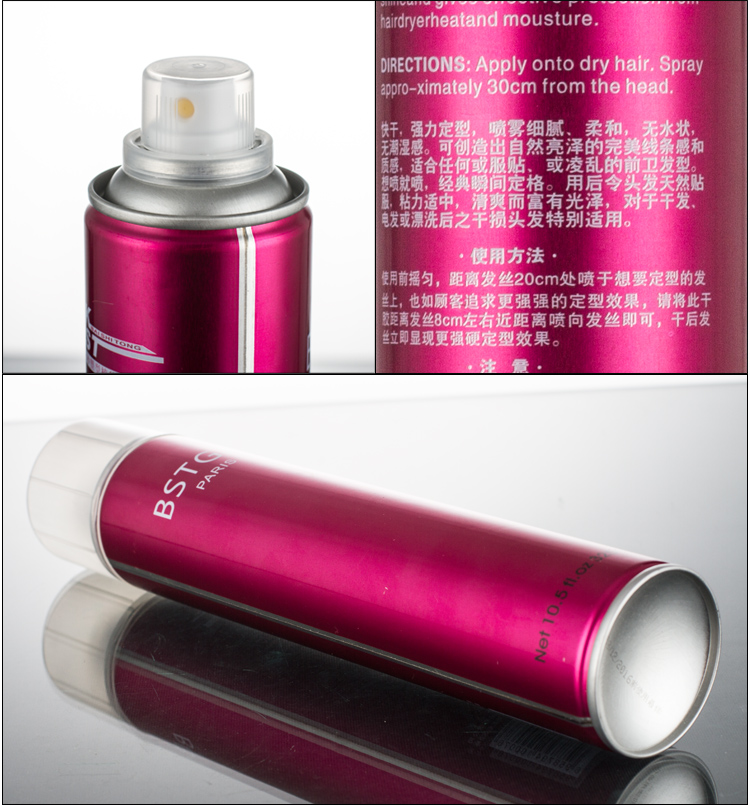 SHI TONG
ST
hairdryerheatand mousture.
DIRECTIONS: Apply onto dry hair. Spray
appro-ximately 30cm from the head.
快干，强力定型，喷雾细腻、柔和，无水状，
无潮湿感。可创造出自然亮泽的完美线条感和
质感，适合任何或服贴、或凌乱的前卫发型。
想喷就喷，经典瞬间定格。用后令头发天然贴
服，粘力适中，清爽而富有光泽，对于干发、
电发或漂洗后之干损头发特别适用。
·使用方法·
使用前摇匀，距离发丝20cm处喷于想要定型的发
丝上，也如顾客追求更强强的定型效果，请将此干
胶距离发丝8cm左右近距离喷向发丝即可，干后发
丝立即显现更强硬定型效果。
·注 意·
BSTG
PARIS
Net 10.5 fl.oz